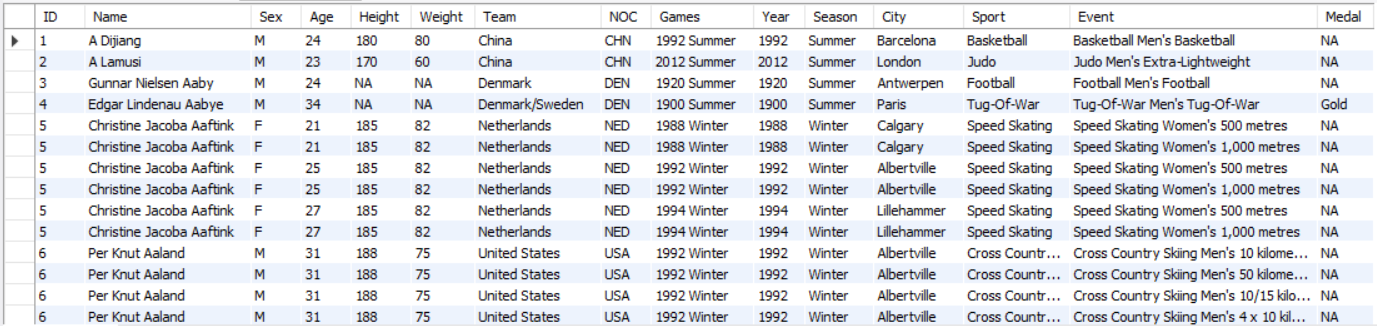 ID Name Sex Age Height Weight Team NOC Games Year Season City Sport Event Medal
1 A Dijiang M 24 180 80 China CHN 1992 Summer 1992 Summer Barcelona Basketball Basketball Men's Basketball NA
2 A Lamusi M 23 170 60 China CHN 2012 Summer 2012 Summer London Judo Judo Men's Extra-Lightweight NA
3 Gunnar Nielsen Aaby M 24 NA NA Denmark DEN 1920 Summer 1920 Summer Antwerpen Football Football Men's Football NA
4 Edgar Lindenau Aabye M 34 NA NA Denmark/Sweden DEN 1900 Summer 1900 Summer Paris Tug-Of-War Tug-Of-War Men's Tug-Of-War Gold
5 Christine Jacoba Aaftink F 21 185 82 Netherlands NED 1988 Winter 1988 Winter Calgary Speed Skating Speed Skating Women's 500 metres NA
5 Christine Jacoba Aaftink F 21 185 82 Netherlands NED 1988 Winter 1988 Winter Calgary Speed Skating Speed Skating Women's 1,000 metres NA
5 Christine Jacoba Aaftink F 25 185 82 Netherlands NED 1992 Winter 1992 Winter Albertville Speed Skating Speed Skating Women's 500 metres NA
5 Christine Jacoba Aaftink F 25 185 82 Netherlands NED 1992 Winter 1992 Winter Albertville Speed Skating Speed Skating Women's 1,000 metres NA
5 Christine Jacoba Aaftink F 27 185 82 Netherlands NED 1994 Winter 1994 Winter Lillehammer Speed Skating Speed Skating Women's 500 metres NA
5 Christine Jacoba Aaftink F 27 185 82 Netherlands NED 1994 Winter 1994 Winter Lillehammer Speed Skating Speed Skating Women's 1,000 metres NA
6 Per Knut Aaland M 31 188 75 United States USA 1992 Winter 1992 Winter Albertville Cross Countr... Cross Country Skiing Men's 10 kilome... NA
6 Per Knut Aaland M 31 188 75 United States USA 1992 Winter 1992 Winter Albertville Cross Countr... Cross Country Skiing Men's 50 kilome... NA
6 Per Knut Aaland M 31 188 75 United States USA 1992 Winter 1992 Winter Albertville Cross Countr... Cross Country Skiing Men's 10/15 kilo... NA
6 Per Knut Aaland M 31 188 75 United States USA 1992 Winter 1992 Winter Albertville Cross Countr... Cross Country Skiing Men's 4 x 10 kil... NA